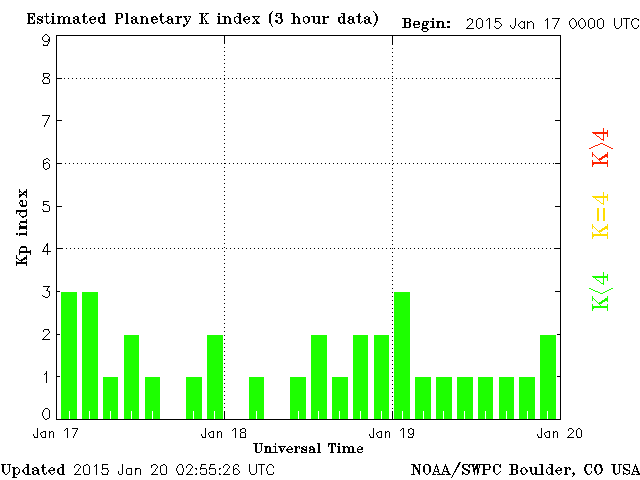 Estimated Planetary K index (3 hour data) Begin: 2015 Jan 17 0000 UTC
9
8
7
6
5
4
3
2
1
0
Kp index
K>4
K=4
K<4
Jan 17 Jan 18 Jan 19 Jan 20
Universal Time
Updated 2015 Jan 20 02:55:26 UTC NOAA/SWPC Boulder, CO USA